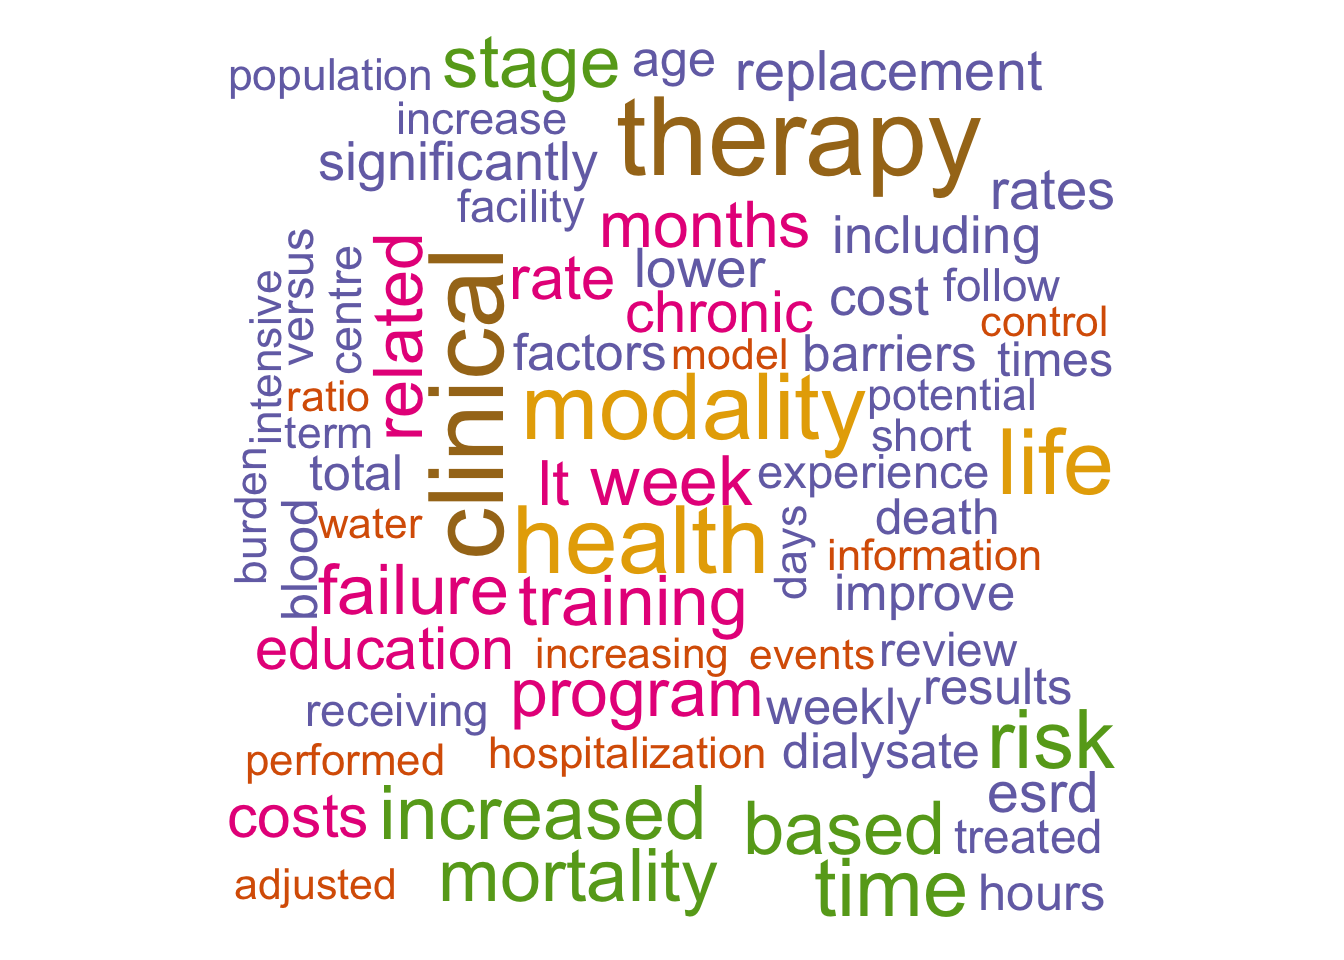 population stage age replacement
increase therapy
significantly
facility months rates
including
versus centre related clinical rate lower
chronic cost follow
control
intensive factors model barriers times
ratio modality potential
term short life
burden total lt week experience
blood water health days death
information
failure training improve
education increasing events review
receiving program weekly results
performed hospitalization dialysate risk
costs increased based esrd
treated
adjusted mortality time hours